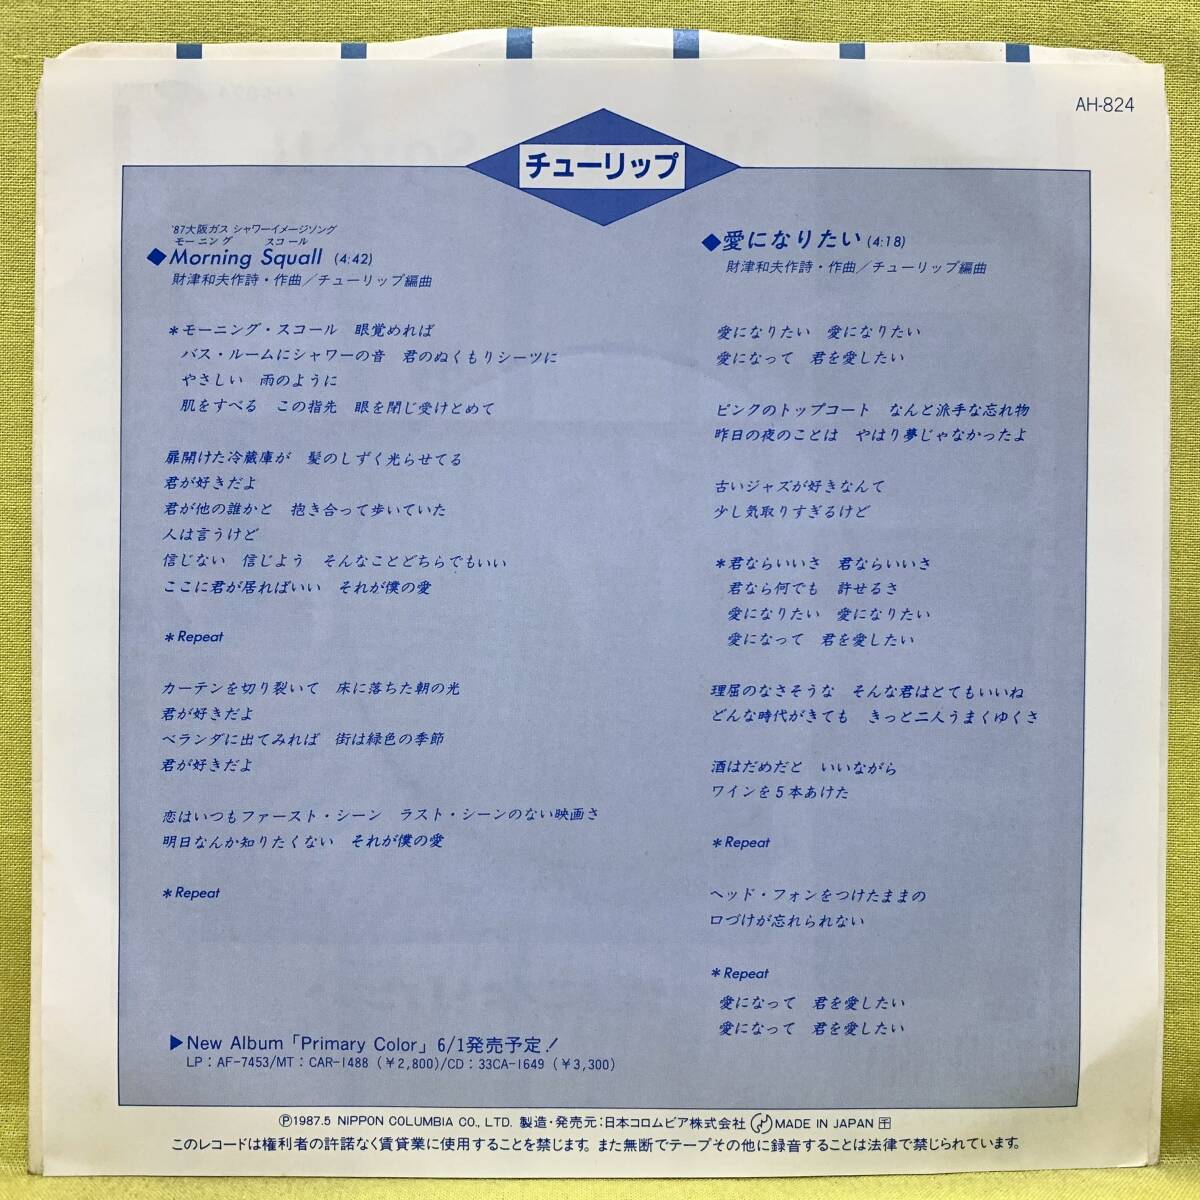 AH-824
チューリップ
'87大阪ガス シャワーイメージソング
モーニング スコール
◆Morning Squall (4:42)
財津和夫作詩・作曲／チューリップ編曲
*モーニング・スコール 眼覚めれば
バス・ルームにシャワーの音 君のぬくもりシーツに
やさしい 雨のように
肌をすべる この指先 眼を閉じ受けとめて
扉開けた冷蔵庫が 髪のしずく光らせてる
君が好きだよ
君が他の誰かと 抱き合って歩いていた
人は言うけど
信じない 信じよう そんなことどちらでもいい
ここに君が居ればいい それが僕の愛
*Repeat
カーテンを切り裂いて 床に落ちた朝の光
君が好きだよ
ベランダに出てみれば 街は緑色の季節
君が好きだよ
恋はいつもファースト・シーン ラスト・シーンのない映画さ
明日なんか知りたくない それが僕の愛
*Repeat
◆愛になりたい(4:18)
財津和夫作詩・作曲／チューリップ編曲
愛になりたい 愛になりたい
愛になって 君を愛したい
ピンクのトップコート なんと派手な忘れ物
昨日の夜のことは やはり夢じゃなかったよ
古いジャズが好きなんて
少し気取りすぎるけど
*君ならいいさ 君ならいいさ
君なら何でも 許せるさ
愛になりたい 愛になりたい
愛になって 君を愛したい
理屈のなさそうな そんな君はとてもいいね
どんな時代がきても きっと二人うまくゆくさ
酒はだめだと いいながら
ワインを5本あけた
*Repeat
ヘッド・フォンをつけたままの
口づけが忘れられない
*Repeat
愛になって 君を愛したい
愛になって 君を愛したい
▶New Album「Primary Color」6/1発売予定！
LP：AF-7453/MT：CAR-1488（￥2,800）/CD：33CA-1649（￥3,300）
Ⓟ1987.5 NIPPON COLUMBIA CO., LTD. 製造・発売元：日本コロムビア株式会社 MADE IN JAPAN
このレコードは権利者の許諾なく賃貸業に使用することを禁じます。また無断でテープその他に録音することは法律で禁じられています。